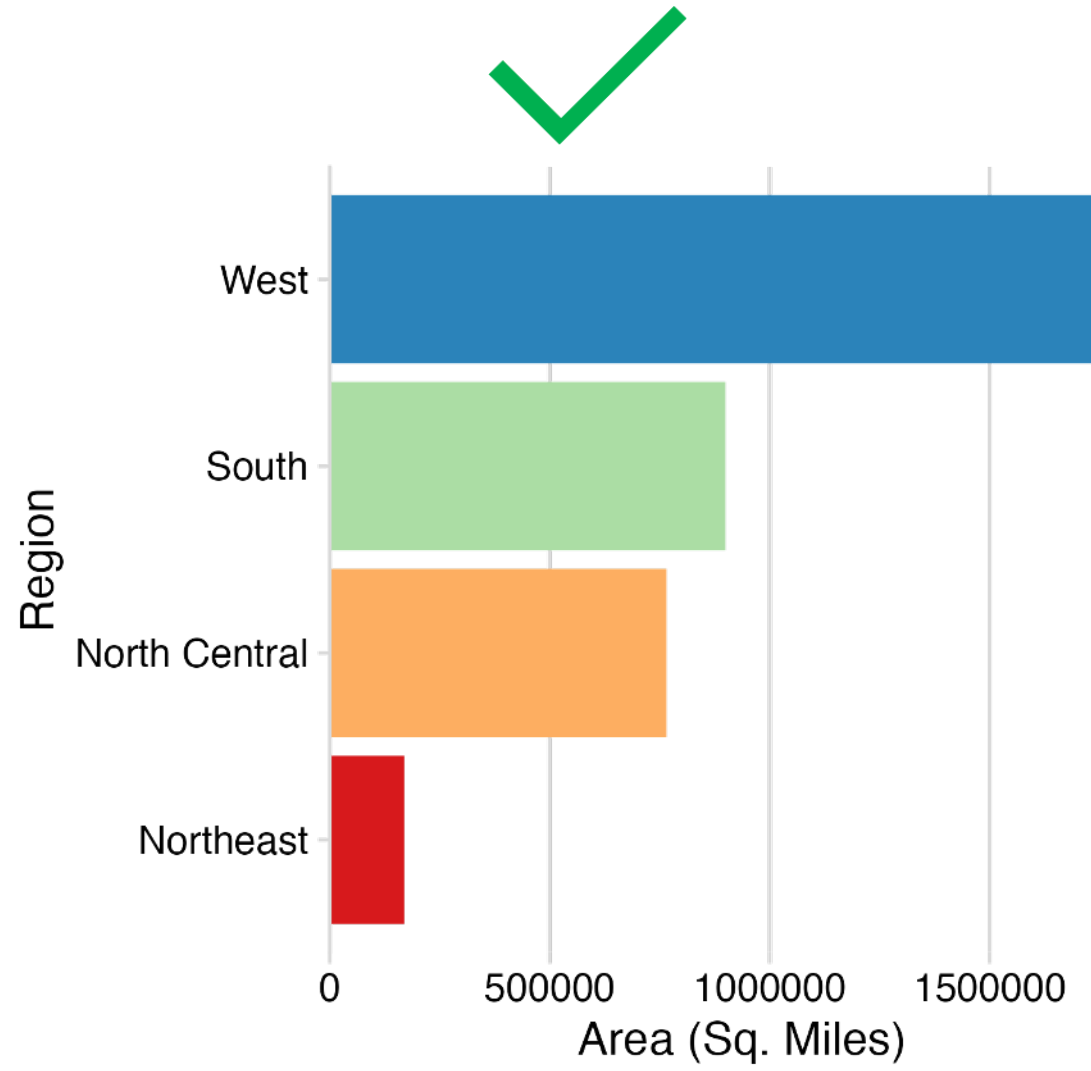 West
South
Region
North Central
Northeast
0 500000 1000000 1500000
Area (Sq. Miles)